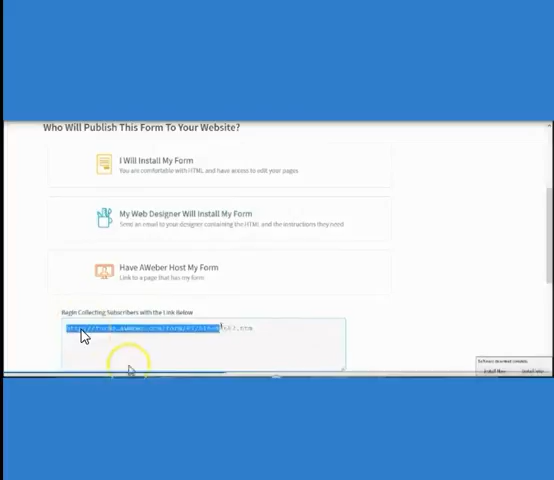 Who Will Publish This Form To Your Website?
I Will Install My Form
You are comfortable with HTML and have access to edit your pages
My Web Designer Will Install My Form
Send an email to your designer containing the HTML and the instructions they need
Have AWeber Host My Form
Link to a page that has my form
Begin Collecting Subscribers with the Link Below
Install Now